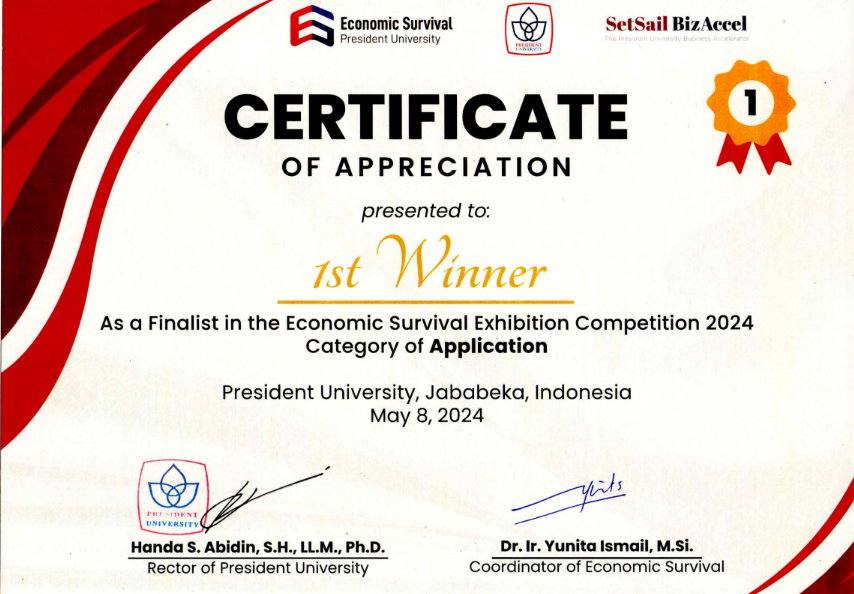 Economic Survival
President University
PRESIDENT
UNIVERSITY
SetSail BizAccel
The President University Business Accelerator
1
CERTIFICATE
OF APPRECIATION
presented to:
1st Winner
As a Finalist in the Economic Survival Exhibition Competition 2024
Category of Application
President University, Jababeka, Indonesia
May 8, 2024
PRESIDENT
UNIVERSITY
Handa S. Abidin, S.H., LL.M., Ph.D.
Rector of President University
Dr. Ir. Yunita Ismail, M.Si.
Coordinator of Economic Survival